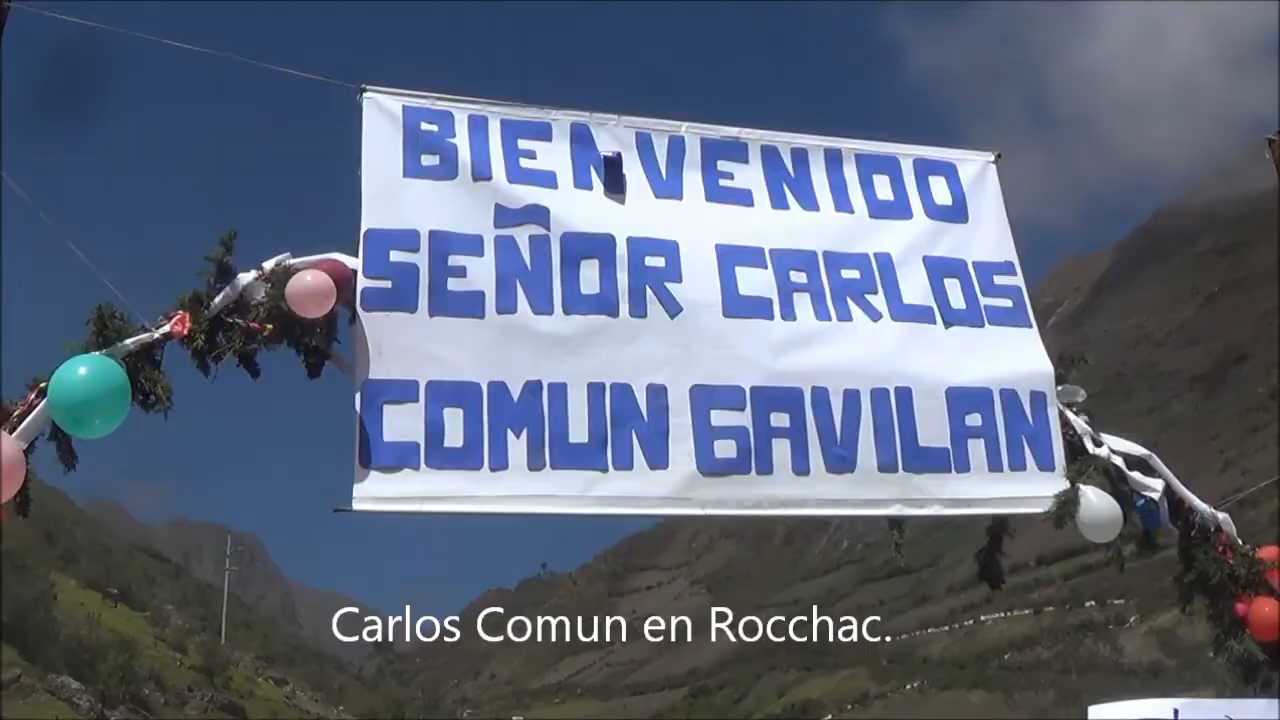 BIENVENIDO
SEÑOR CARLOS
COMUN GAVILAN
Carlos Comun en Rocchac.